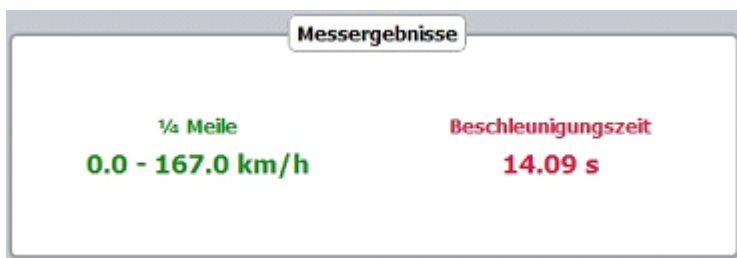 Messergebnisse
¼ Meile
Beschleunigungszeit
0.0 - 167.0 km/h
14.09 s